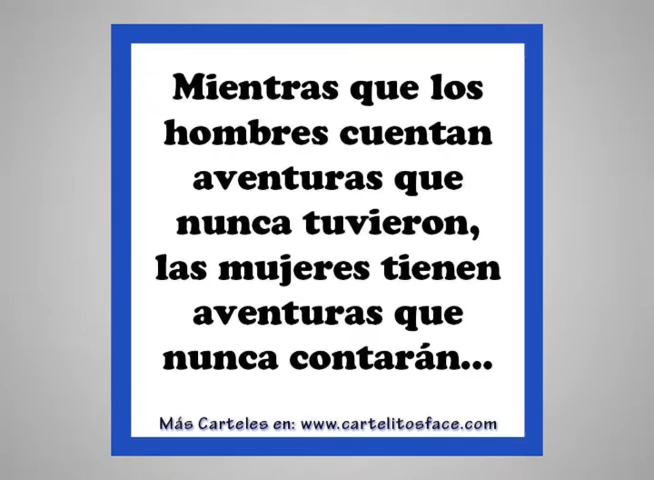 Mientras que los
hombres cuentan
aventuras que
nunca tuvieron,
las mujeres tienen
aventuras que
nunca contarán...
Más Carteles en: www.cartelitosface.com